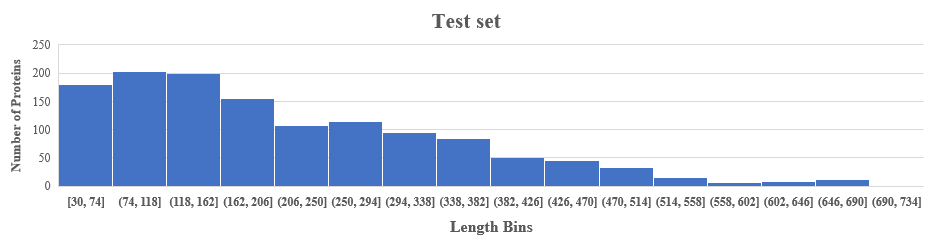 Test set
Number of Proteins
250
200
150
100
50
0
[30, 74] (74, 118] (118, 162] (162, 206] (206, 250] (250, 294] (294, 338] (338, 382] (382, 426] (426, 470] (470, 514] (514, 558] (558, 602] (602, 646] (646, 690] (690, 734]
Length Bins